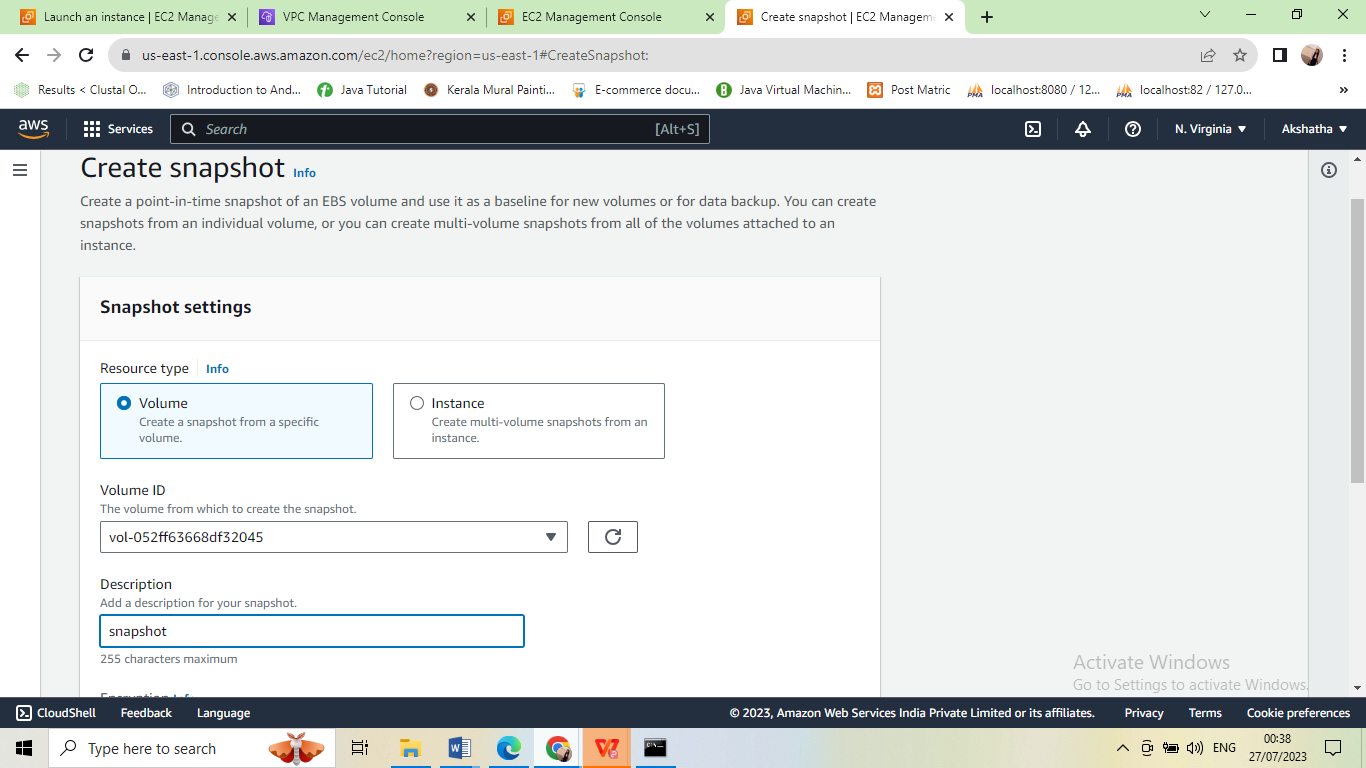 Launch an instance | EC2 Manage
VPC Management Console
EC2 Management Console
Create snapshot | EC2 Managem
us-east-1.console.aws.amazon.com/ec2/home?region=us-east-1#CreateSnapshot:
Results < Clustal O...
Introduction to And...
Java Tutorial
Kerala Mural Painti...
E-commerce docu...
Java Virtual Machin...
Post Matric
localhost:8080 / 12...
localhost:82 / 127.0...
aws
Services
Search
[Alt+S]
N. Virginia
Akshatha
Create snapshot Info
Create a point-in-time snapshot of an EBS volume and use it as a baseline for new volumes or for data backup. You can create
snapshots from an individual volume, or you can create multi-volume snapshots from all of the volumes attached to an
instance.
Snapshot settings
Resource type Info
Volume
Create a snapshot from a specific
volume.
Instance
Create multi-volume snapshots from an
instance.
Volume ID
The volume from which to create the snapshot.
vol-052ff63668df32045
Description
Add a description for your snapshot.
snapshot
255 characters maximum
Encryption Info
Activate Windows
Go to Settings to activate Windows.
CloudShell
Feedback
Language
© 2023, Amazon Web Services India Private Limited or its affiliates.
Privacy
Terms
Cookie preferences
Type here to search
ENG
00:38
27/07/2023